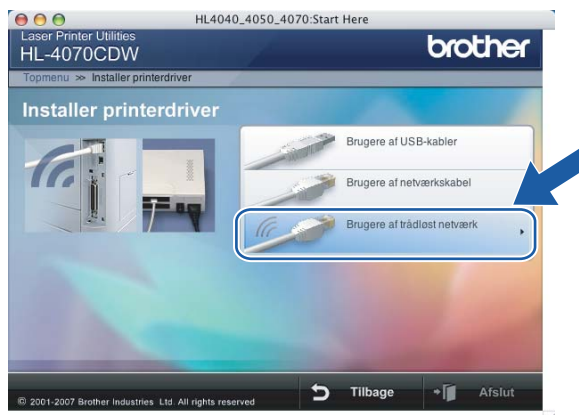 HL4040_4050_4070:Start Here
Laser Printer Utilities
HL-4070CDW
brother
Topmenu >> Installer printerdriver
Installer printerdriver
Brugere af USB-kabler
Brugere af netværkskabel
Brugere af trådløst netværk
© 2001-2007 Brother Industries Ltd. All rights reserved
Tilbage
Afslut